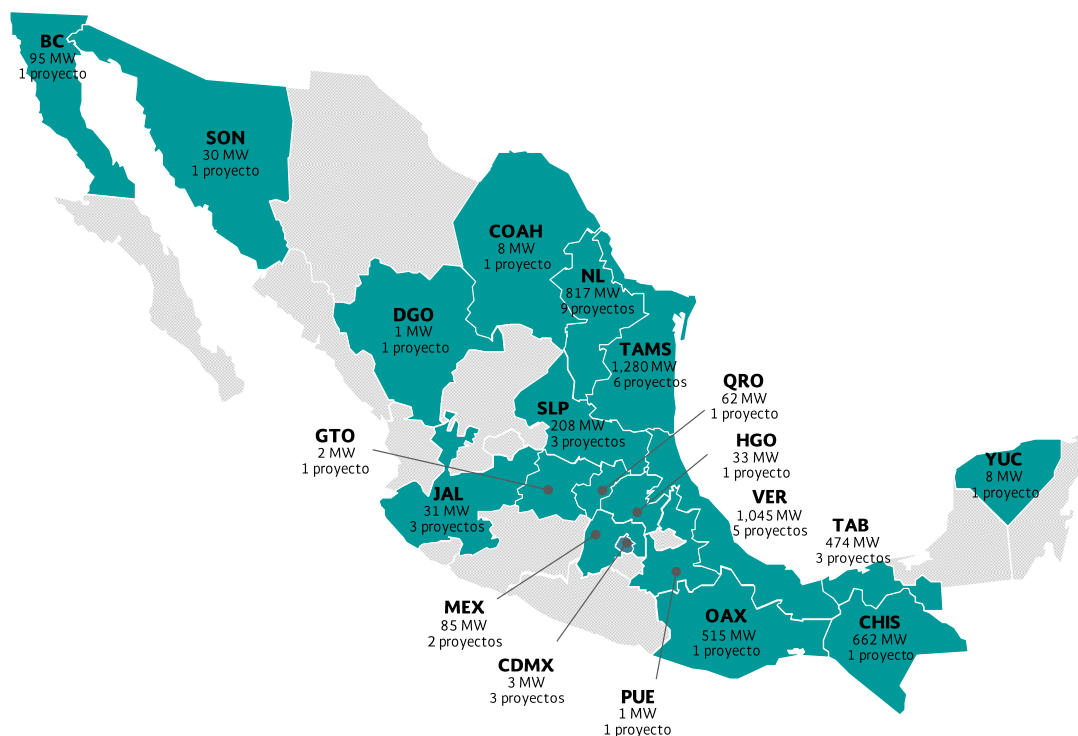 BC
95 MW
1 proyecto
SON
30 MW
1 proyecto
COAH
8 MW
1 proyecto
NL
817 MW
9 proyectos
DGO
1 MW
1 proyecto
TAMS
1,280 MW
6 proyectos
QRO
62 MW
1 proyecto
SLP
208 MW
3 proyectos
GTO
2 MW
1 proyecto
HGO
33 MW
1 proyecto
YUC
8 MW
1 proyecto
JAL
31 MW
3 proyectos
VER
1,045 MW
5 proyectos
TAB
474 MW
3 proyectos
MEX
85 MW
2 proyectos
OAX
515 MW
1 proyecto
CHIS
662 MW
1 proyecto
CDMX
3 MW
3 proyectos
PUE
1 MW
1 proyecto